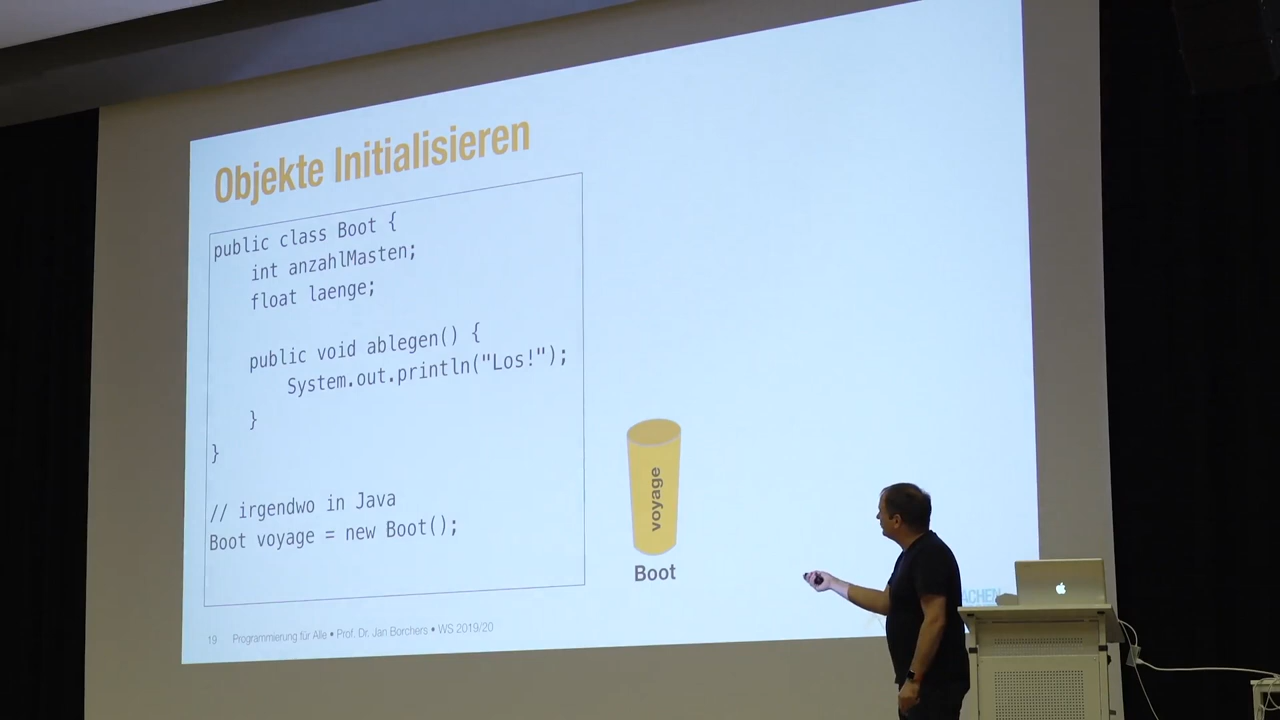 Objekte Initialisieren
public class Boot {
    int anzahlMasten;
    float laenge;
    public void ablegen() {
        System.out.println("Los!");
    }
}
// irgendwo in Java
Boot voyage = new Boot();
voyage
Boot
19 Programmierung für Alle • Prof. Dr. Jan Borchers • WS 2019/20